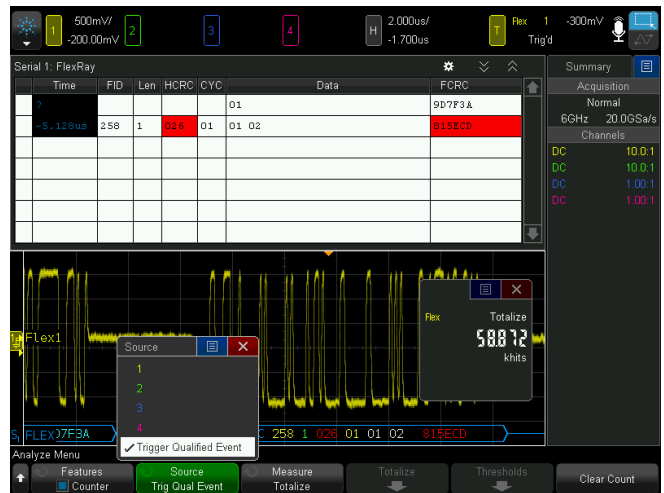 1 500mV/ 2 3 4 H 2.000us/ T Flex 1 -300mV
-200.00mV -1.700us Trig'd
Serial 1: FlexRay
Time FID Len HCRC CYC Data FCRC
? 01 9D7F3A
-5.128us 258 1 026 01 01 02 815ECD
Summary
Acquisition
Normal
6GHz 20.0GSa/s
Channels
DC 10.0:1
DC 10.0:1
DC 1.00:1
DC 1.00:1
Flex1
Flex Totalize
58.872
khits
Source
1
2
3
4
Trigger Qualified Event
S1 FLEX 7F3A 258 1 026 01 01 02 815ECD
Analyze Menu
Features
Counter
Source
Trig Qual Event
Measure
Totalize
Totalize
Thresholds
Clear Count